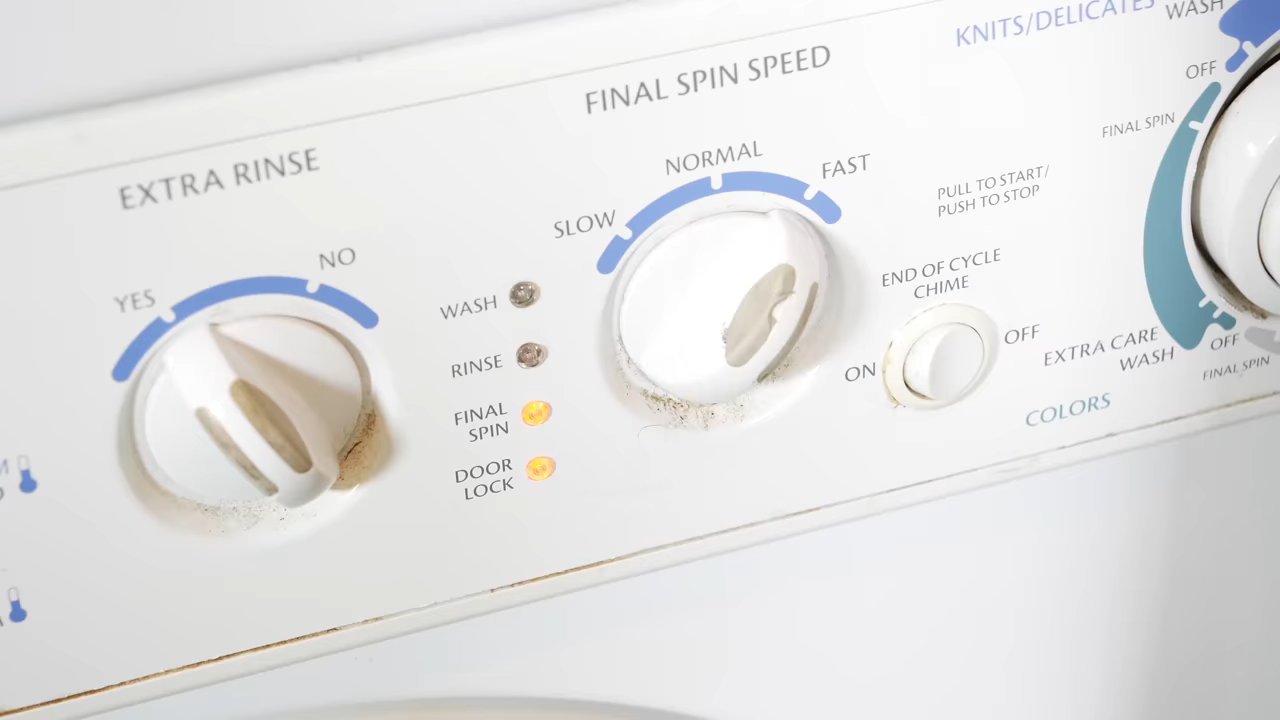 KNITS/DELICATES
WASH
OFF
FINAL SPIN SPEED
SLOW
NORMAL
FAST
FINAL SPIN
EXTRA RINSE
YES
NO
PULL TO START/
PUSH TO STOP
WASH
RINSE
FINAL
SPIN
DOOR
LOCK
END OF CYCLE
CHIME
ON
OFF
EXTRA CARE
WASH
OFF
FINAL SPIN
COLORS